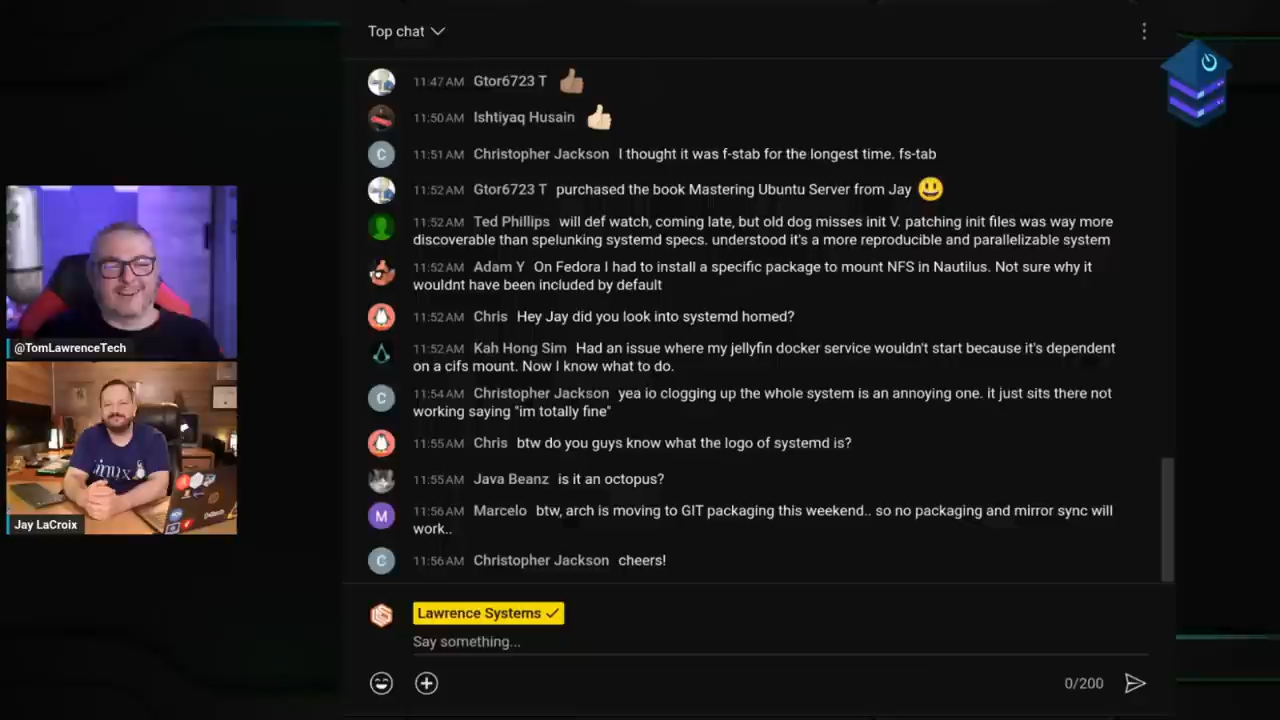 Top chat
11:47 AM Gtor6723 T 👍🏽
11:50 AM Ishtiyaq Husain 👍🏻
C 11:51 AM Christopher Jackson I thought it was f-stab for the longest time. fs-tab
11:52 AM Gtor6723 T purchased the book Mastering Ubuntu Server from Jay 😃
11:52 AM Ted Phillips will def watch, coming late, but old dog misses init V. patching init files was way more
discoverable than spelunking systemd specs. understood it's a more reproducible and parallelizable system
11:52 AM Adam Y On Fedora I had to install a specific package to mount NFS in Nautilus. Not sure why it
wouldnt have been included by default
11:52 AM Chris Hey Jay did you look into systemd homed?
11:52 AM Kah Hong Sim Had an issue where my jellyfin docker service wouldn't start because it's dependent
on a cifs mount. Now I know what to do.
C 11:54 AM Christopher Jackson yea io clogging up the whole system is an annoying one. it just sits there not
working saying "im totally fine"
11:55 AM Chris btw do you guys know what the logo of systemd is?
11:55 AM Java Beanz is it an octopus?
M 11:56 AM Marcelo btw, arch is moving to GIT packaging this weekend.. so no packaging and mirror sync will
work..
C 11:56 AM Christopher Jackson cheers!
Lawrence Systems ✓
Say something...
0/200
@TomLawrenceTech
Linux
Jay LaCroix